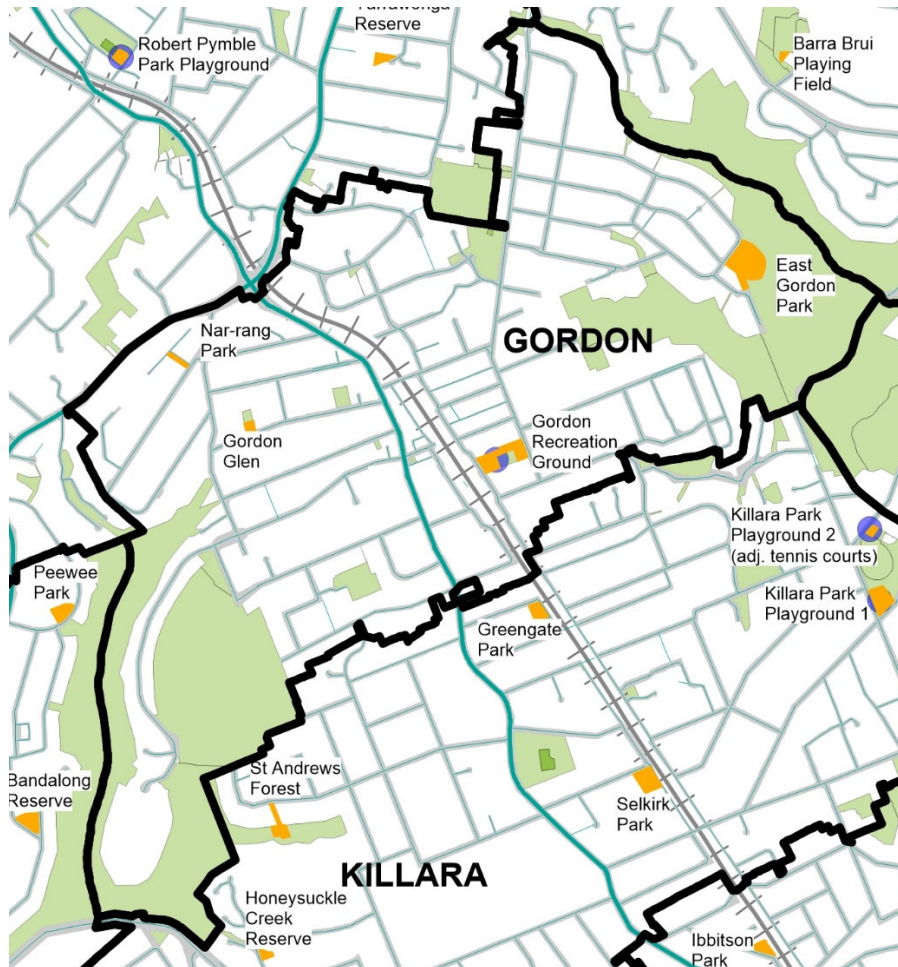 Reserve
Robert Pymble
Park Playground
Barra Brui
Playing
Field
East
Gordon
Park
Nar-rang
Park
GORDON
Gordon
Glen
Gordon
Recreation
Ground
Killara Park
Playground 2
(adj. tennis courts)
Peewee
Park
Killara Park
Playground 1
Greengate
Park
St Andrews
Forest
Bandalong
Reserve
Selkirk
Park
KILLARA
Honeysuckle
Creek
Reserve
Ibbitson
Park